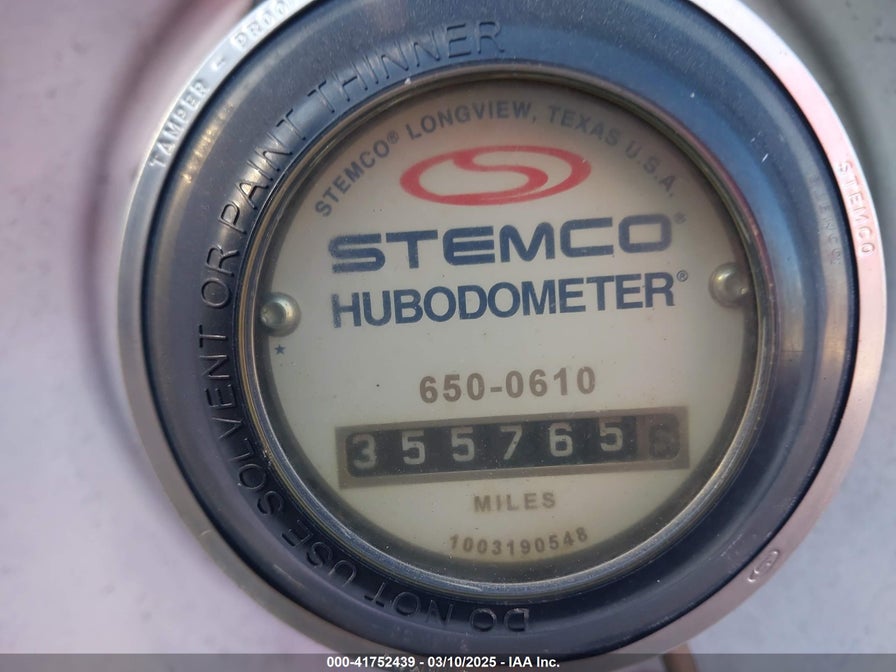 TAMPER - PROOF
STEMCO
DO NOT USE SOLVENT OR PAINT THINNER
STEMCO® LONGVIEW, TEXAS U.S.A.
STEMCO®
HUBODOMETER®
650-0610
355765
MILES
1003190548
000-41752439 - 03/10/2025 - IAA Inc.